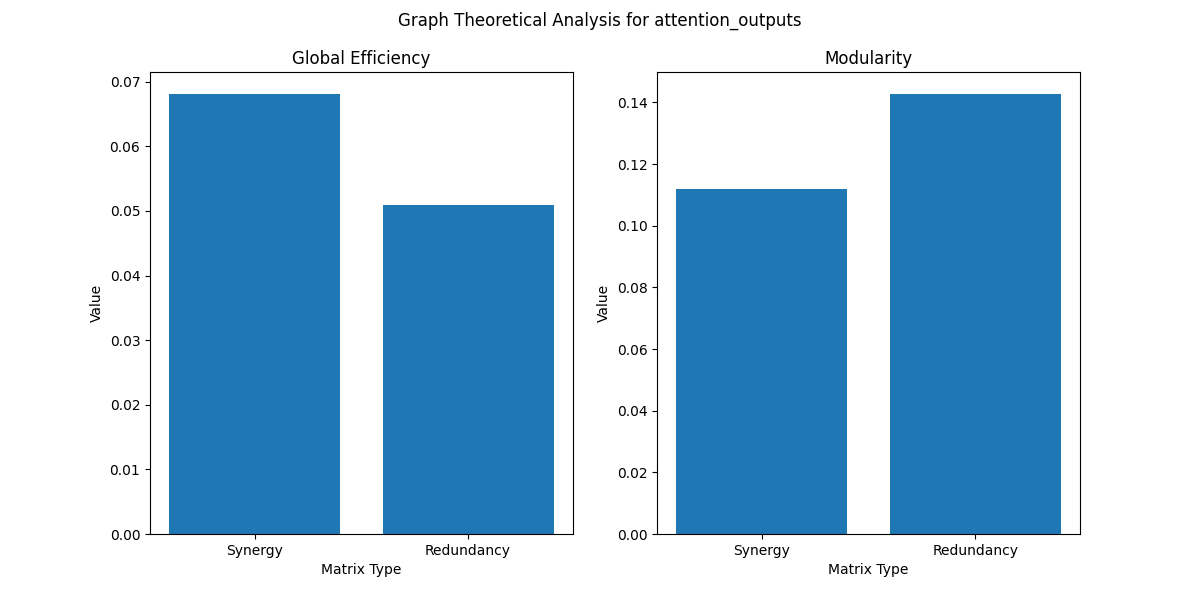 Graph Theoretical Analysis for attention_outputs
Global Efficiency
0.07
0.06
0.05
0.04
0.03
0.02
0.01
0.00
Value
Synergy
Redundancy
Matrix Type
Modularity
0.14
0.12
0.10
0.08
0.06
0.04
0.02
0.00
Value
Synergy
Redundancy
Matrix Type